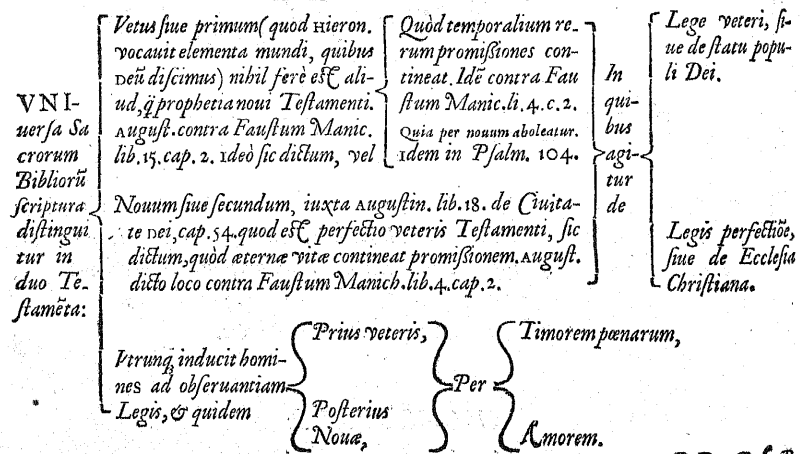 VNI-
uerſa Sa
crorum
Bibliorũ
ſcriptura
diſtingui
tur in
duo Te-
ſtamẽta:
Vetus ſiue primum (quod Hieron.
vocauit elementa mundi, quibus
Deũ diſcimus) nihil ferè eſt ali-
ud, q̃ prophetia noui Teſtamenti.
Auguſt. contra Fauſtum Manic.
lib. 15. cap. 2. Ideò ſic dictum, vel
Quòd temporalium re-
rum promiſſiones con-
tineat. Idẽ contra Fau
ſtum Manic. li. 4. c. 2.
Quia per nouum aboleatur.
Idem in Pſalm. 104.
Nouum ſiue ſecundum, iuxta Auguſtin. lib. 18. de Ciuita-
te Dei, cap. 54. quod eſt perfectio veteris Teſtamenti, ſic
dictum, quòd æternæ vitæ contineat promiſſionem. Auguſt.
dicto loco contra Fauſtum Manich. lib. 4. cap. 2.
In
qui-
bus
agi-
tur
de
Lege veteri, ſi-
ue de ſtatu popu-
li Dei.
Legis perfectiõe,
ſiue de Eccleſia
Chriſtiana.
Vtrunq; inducit homi-
nes ad obſeruantiam
Legis, & quidem
Prius veteris,
Poſterius
Nouæ,
Per
Timorem pœnarum,
Amorem.